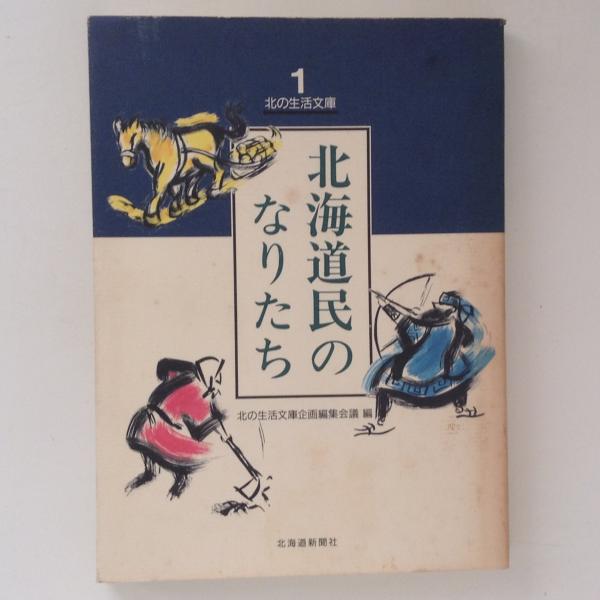 1
北の生活文庫
北海道民の
なりたち
北の生活文庫企画編集会議 編
北海道新聞社